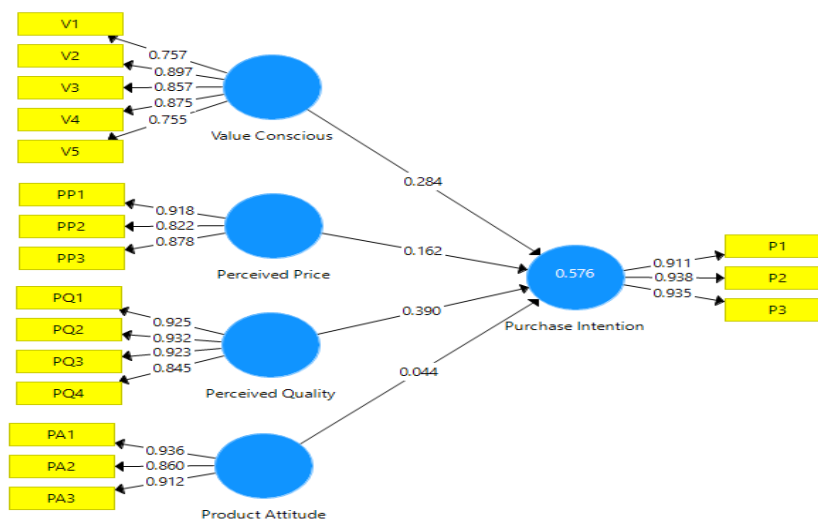 V1
V2
V3
V4
V5
0.757
0.897
0.857
0.875
0.755
Value Conscious
0.284
PP1
PP2
PP3
0.918
0.822
0.878
Perceived Price
0.162
PQ1
PQ2
PQ3
PQ4
0.925
0.932
0.923
0.845
Perceived Quality
0.390
PA1
PA2
PA3
0.936
0.860
0.912
Product Attitude
0.044
0.576
Purchase Intention
0.911
0.938
0.935
P1
P2
P3